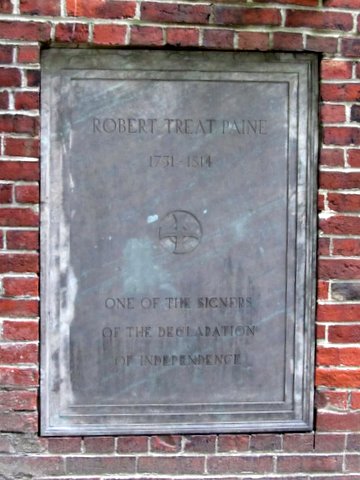 ROBERT TREAT PAINE
1731-1814
ONE OF THE SIGNERS
OF THE DECLARATION
OF INDEPENDENCE